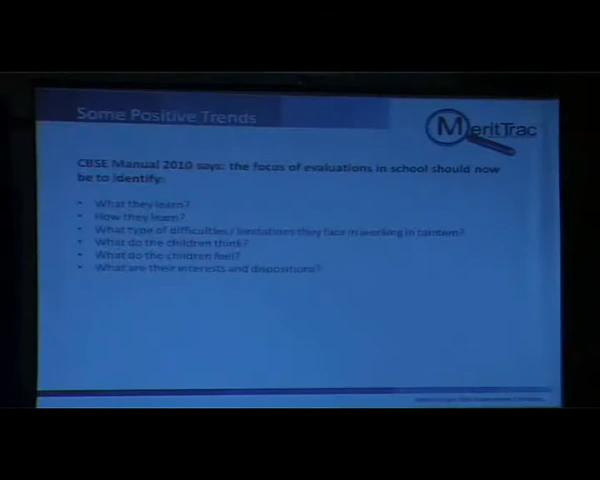 Some Positive Trends
MeritTrac
CBSE Manual 2010 says: the focus of evaluations in school should now
be to identify:
• What they learn?
• How they learn?
• What type of difficulties / limitations they face in working in tandem?
• What do the children think?
• What do the children feel?
• What are their interests and dispositions?